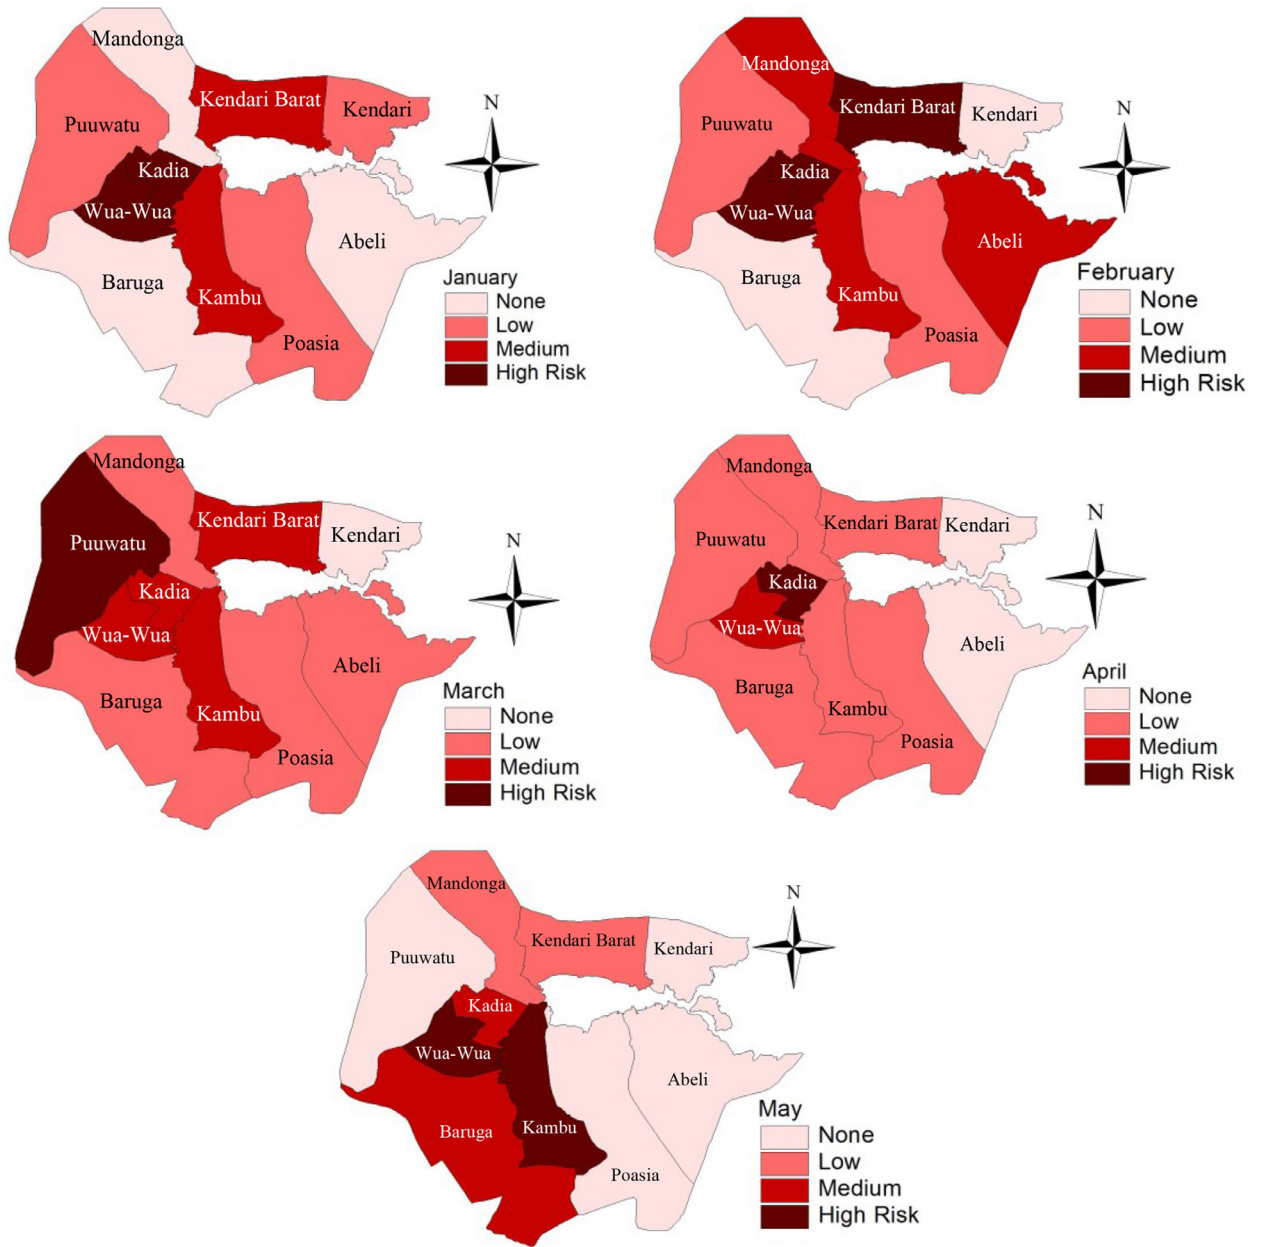 Mandonga
Kendari Barat
Kendari
Puuwatu
Kadia
Wua-Wua
Abeli
Baruga
Kambu
Poasia
N
January
None
Low
Medium
High Risk
Mandonga
Kendari Barat
Kendari
Puuwatu
Kadia
Wua-Wua
Abeli
Baruga
Kambu
Poasia
N
February
None
Low
Medium
High Risk
Mandonga
Kendari Barat
Kendari
Puuwatu
Kadia
Wua-Wua
Abeli
Baruga
Kambu
Poasia
N
March
None
Low
Medium
High Risk
Mandonga
Kendari Barat
Kendari
Puuwatu
Kadia
Wua-Wua
Abeli
Baruga
Kambu
Poasia
N
April
None
Low
Medium
High Risk
Mandonga
Kendari Barat
Kendari
Puuwatu
Kadia
Wua-Wua
Abeli
Baruga
Kambu
Poasia
N
May
None
Low
Medium
High Risk